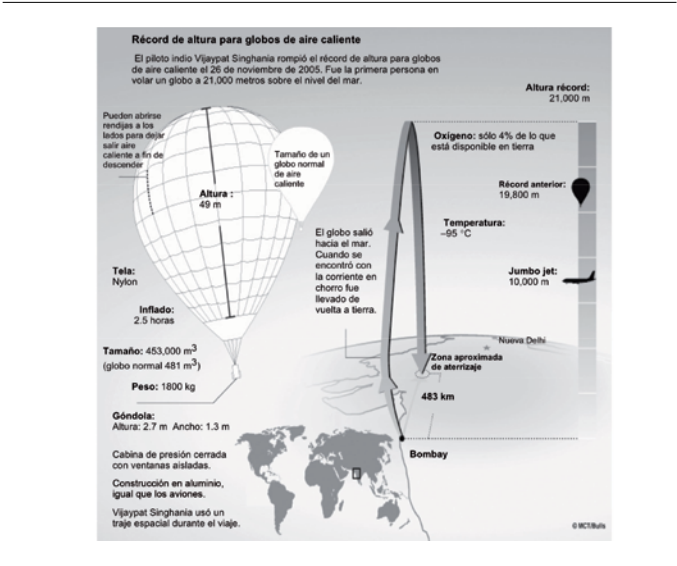 Récord de altura para globos de aire caliente
El piloto indio Vijaypat Singhania rompió el récord de altura para globos
de aire caliente el 26 de noviembre de 2005. Fue la primera persona en
volar un globo a 21,000 metros sobre el nivel del mar.
Altura récord:
21,000 m
Pueden abrirse
rendijas a los
lados para dejar
salir aire
caliente a fin de
descender
Tamaño de un
globo normal
de aire
caliente
Altura :
49 m
Oxígeno: sólo 4% de lo que
está disponible en tierra
Récord anterior:
19,800 m
Temperatura:
–95 °C
El globo salió
hacia el mar.
Cuando se
encontró con
la corriente en
chorro fue
llevado de
vuelta a tierra.
Jumbo jet:
10,000 m
Tela:
Nylon
Inflado:
2.5 horas
Tamaño: 453,000 m3
(globo normal 481 m3)
Peso: 1800 kg
Nueva Delhi
Zona aproximada
de aterrizaje
483 km
Góndola:
Altura: 2.7 m Ancho: 1.3 m
Cabina de presión cerrada
con ventanas aisladas.
Construcción en aluminio,
igual que los aviones.
Vijaypat Singhania usó un
traje espacial durante el viaje.
Bombay
© MCT/Bulls